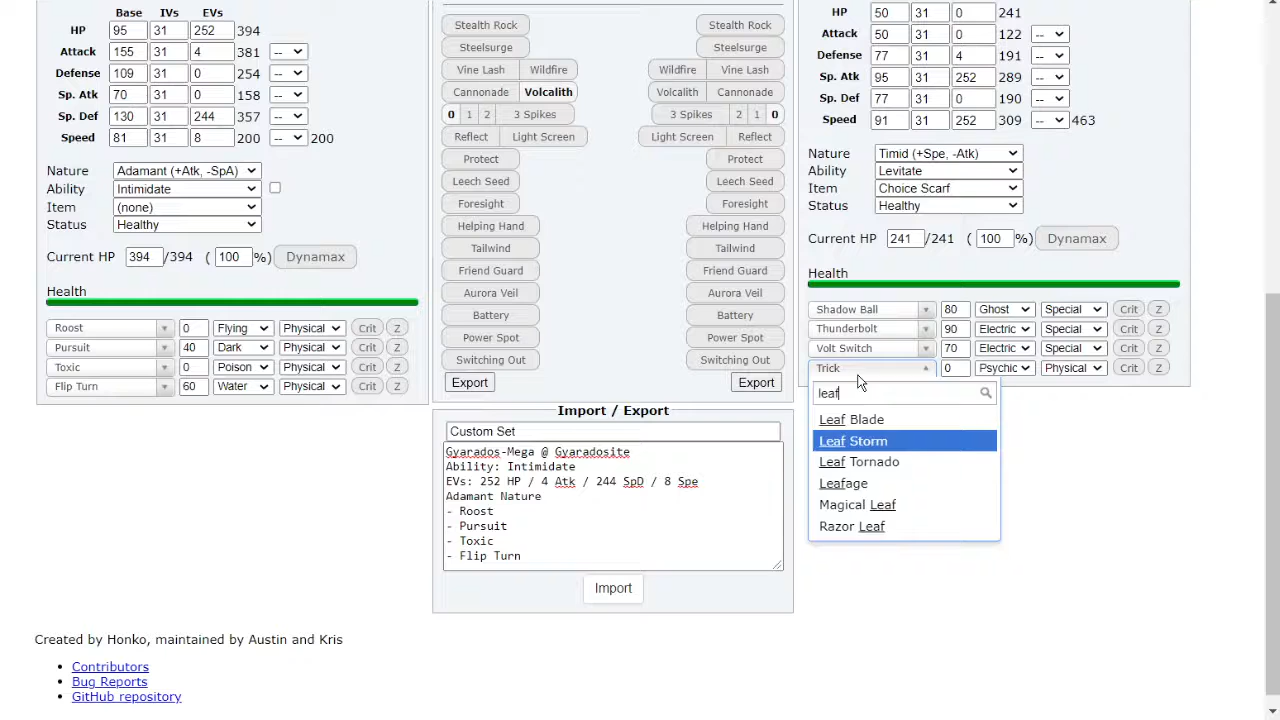 Base IVs EVs
HP 95 31 252 394
Attack 155 31 4 381 --
Defense 109 31 0 254 --
Sp. Atk 70 31 0 158 --
Sp. Def 130 31 244 357 --
Speed 81 31 8 200 -- 200
Nature Adamant (+Atk, -SpA)
Ability Intimidate
Item (none)
Status Healthy
Current HP 394 /394 ( 100 %) Dynamax
Health
Roost 0 Flying Physical Crit Z
Pursuit 40 Dark Physical Crit Z
Toxic 0 Poison Physical Crit Z
Flip Turn 60 Water Physical Crit Z
Stealth Rock Stealth Rock
Steelsurge Steelsurge
Vine Lash Wildfire Wildfire Vine Lash
Cannonade Volcalith Volcalith Cannonade
0 1 2 3 Spikes 3 Spikes 2 1 0
Reflect Light Screen Light Screen Reflect
Protect Protect
Leech Seed Leech Seed
Foresight Foresight
Helping Hand Helping Hand
Tailwind Tailwind
Friend Guard Friend Guard
Aurora Veil Aurora Veil
Battery Battery
Power Spot Power Spot
Switching Out Switching Out
Export Export
Import / Export
Custom Set
Gyarados-Mega @ Gyaradosite
Ability: Intimidate
EVs: 252 HP / 4 Atk / 244 SpD / 8 Spe
Adamant Nature
- Roost
- Pursuit
- Toxic
- Flip Turn
Import
HP 50 31 0 241
Attack 50 31 0 122 --
Defense 77 31 4 191 --
Sp. Atk 95 31 252 289 --
Sp. Def 77 31 0 190 --
Speed 91 31 252 309 -- 463
Nature Timid (+Spe, -Atk)
Ability Levitate
Item Choice Scarf
Status Healthy
Current HP 241 /241 ( 100 %) Dynamax
Health
Shadow Ball 80 Ghost Special Crit Z
Thunderbolt 90 Electric Special Crit Z
Volt Switch 70 Electric Special Crit Z
Trick 0 Psychic Physical Crit Z
leaf
Leaf Blade
Leaf Storm
Leaf Tornado
Leafage
Magical Leaf
Razor Leaf
Created by Honko, maintained by Austin and Kris
• Contributors
• Bug Reports
• GitHub repository